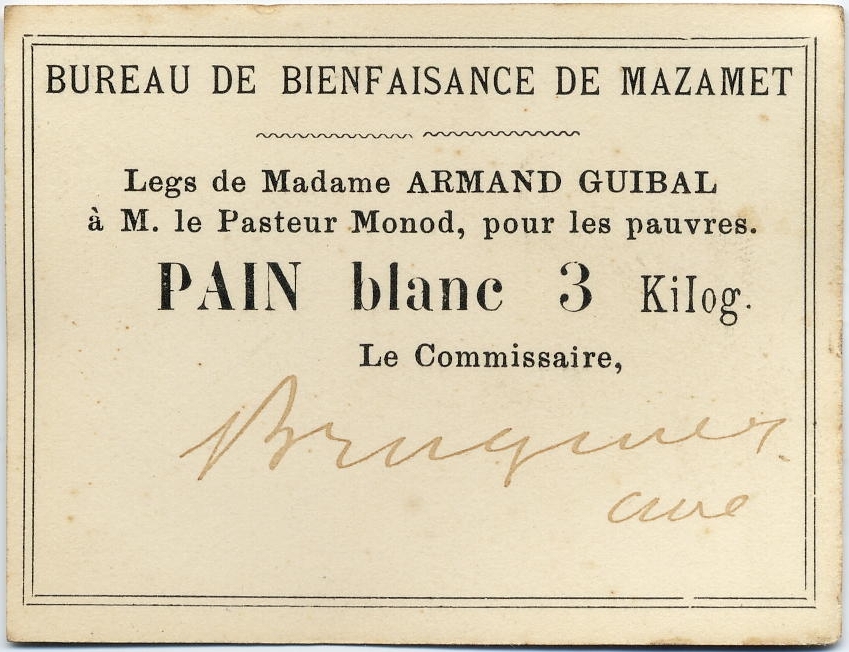 BUREAU DE BIENFAISANCE DE MAZAMET
Legs de Madame ARMAND GUIBAL
à M. le Pasteur Monod, pour les pauvres.
PAIN blanc 3 Kilog.
Le Commissaire,
curé